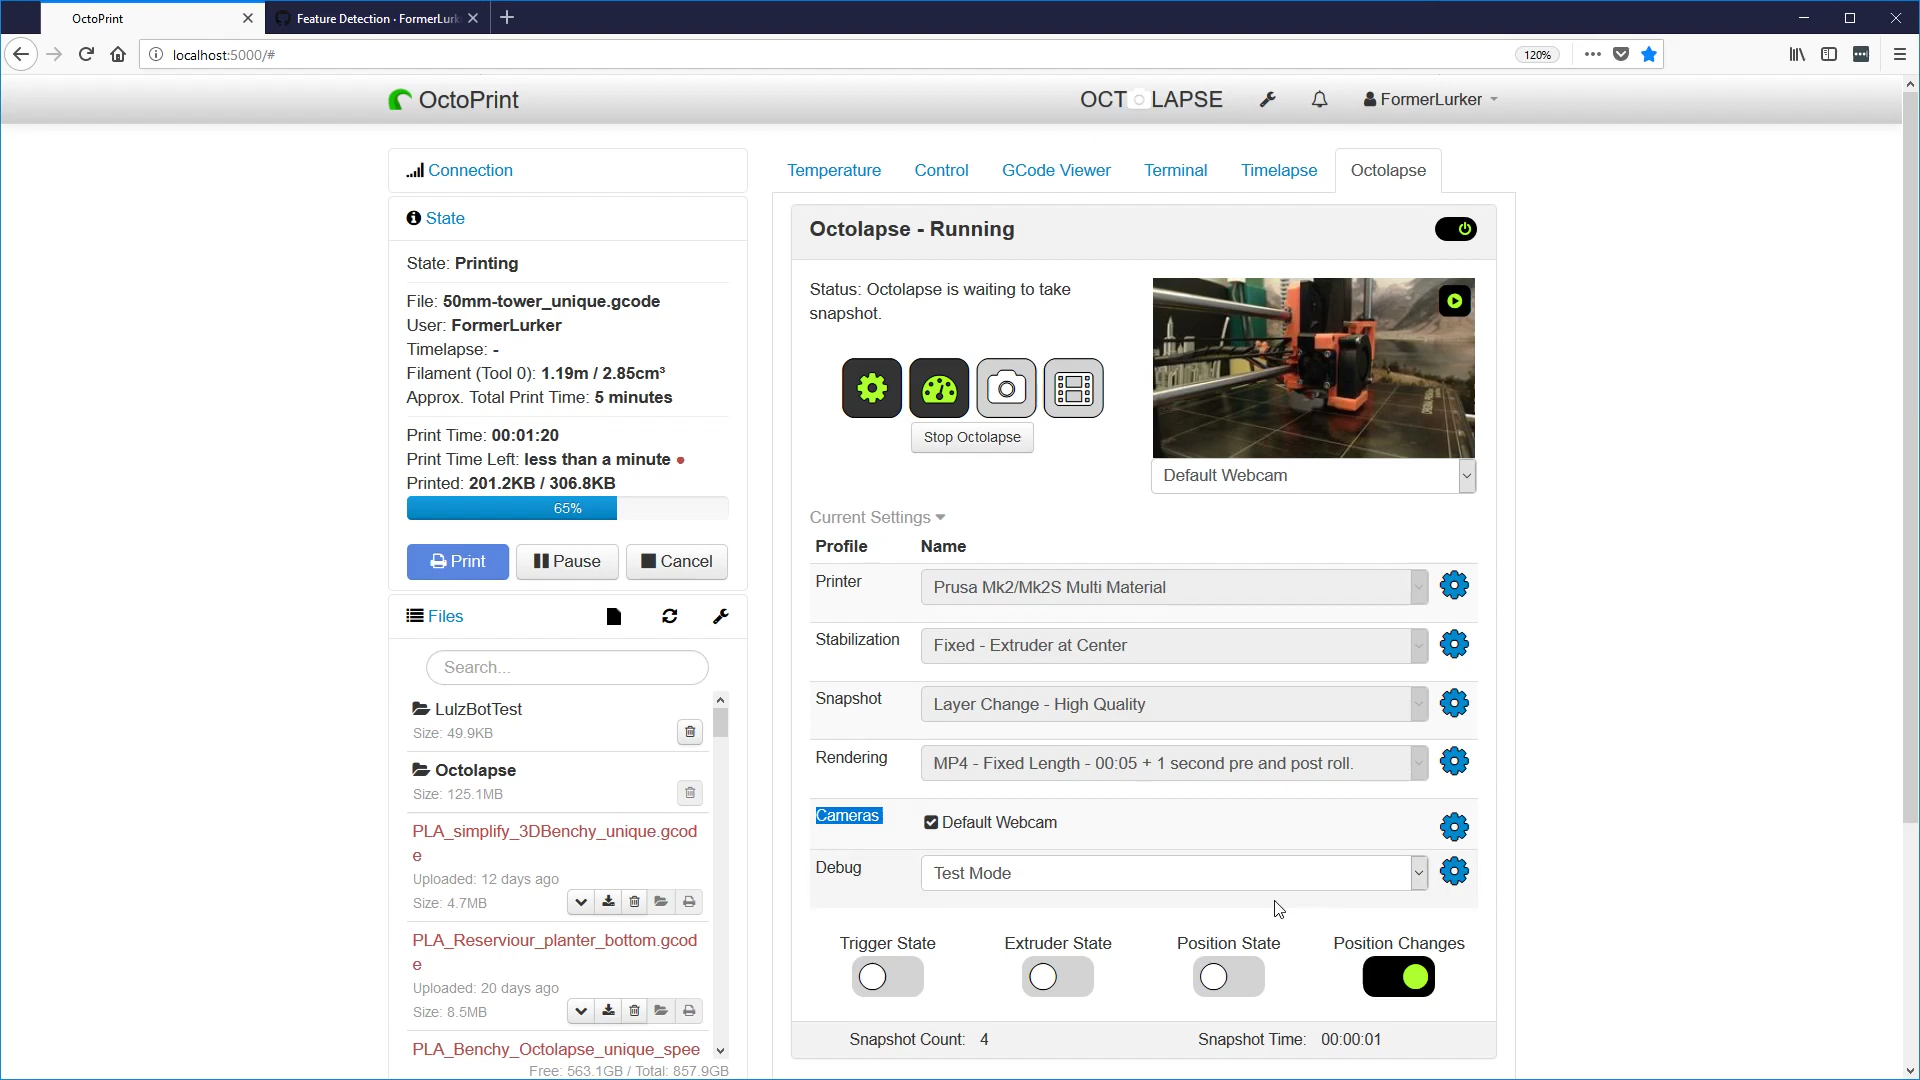 OctoPrint
Feature Detection · FormerLurk
localhost:5000/#
120%
OctoPrint
OCTOLAPSE
FormerLurker
Connection
State
State: Printing
File: 50mm-tower_unique.gcode
User: FormerLurker
Timelapse: -
Filament (Tool 0): 1.19m / 2.85cm³
Approx. Total Print Time: 5 minutes
Print Time: 00:01:20
Print Time Left: less than a minute
Printed: 201.2KB / 306.8KB
65%
Print
Pause
Cancel
Files
Search...
LulzBotTest
Size: 49.9KB
Octolapse
Size: 125.1MB
PLA_simplify_3DBenchy_unique.gcod
e
Uploaded: 12 days ago
Size: 4.7MB
PLA_Reserviour_planter_bottom.gcod
e
Uploaded: 20 days ago
Size: 8.5MB
PLA_Benchy_Octolapse_unique_spee
Free: 563.1GB / Total: 857.9GB
Temperature
Control
GCode Viewer
Terminal
Timelapse
Octolapse
Octolapse - Running
Status: Octolapse is waiting to take
snapshot.
Stop Octolapse
Default Webcam
Current Settings
Profile
Name
Printer
Prusa Mk2/Mk2S Multi Material
Stabilization
Fixed - Extruder at Center
Snapshot
Layer Change - High Quality
Rendering
MP4 - Fixed Length - 00:05 + 1 second pre and post roll.
Cameras
Default Webcam
Debug
Test Mode
Trigger State
Extruder State
Position State
Position Changes
Snapshot Count: 4
Snapshot Time: 00:00:01